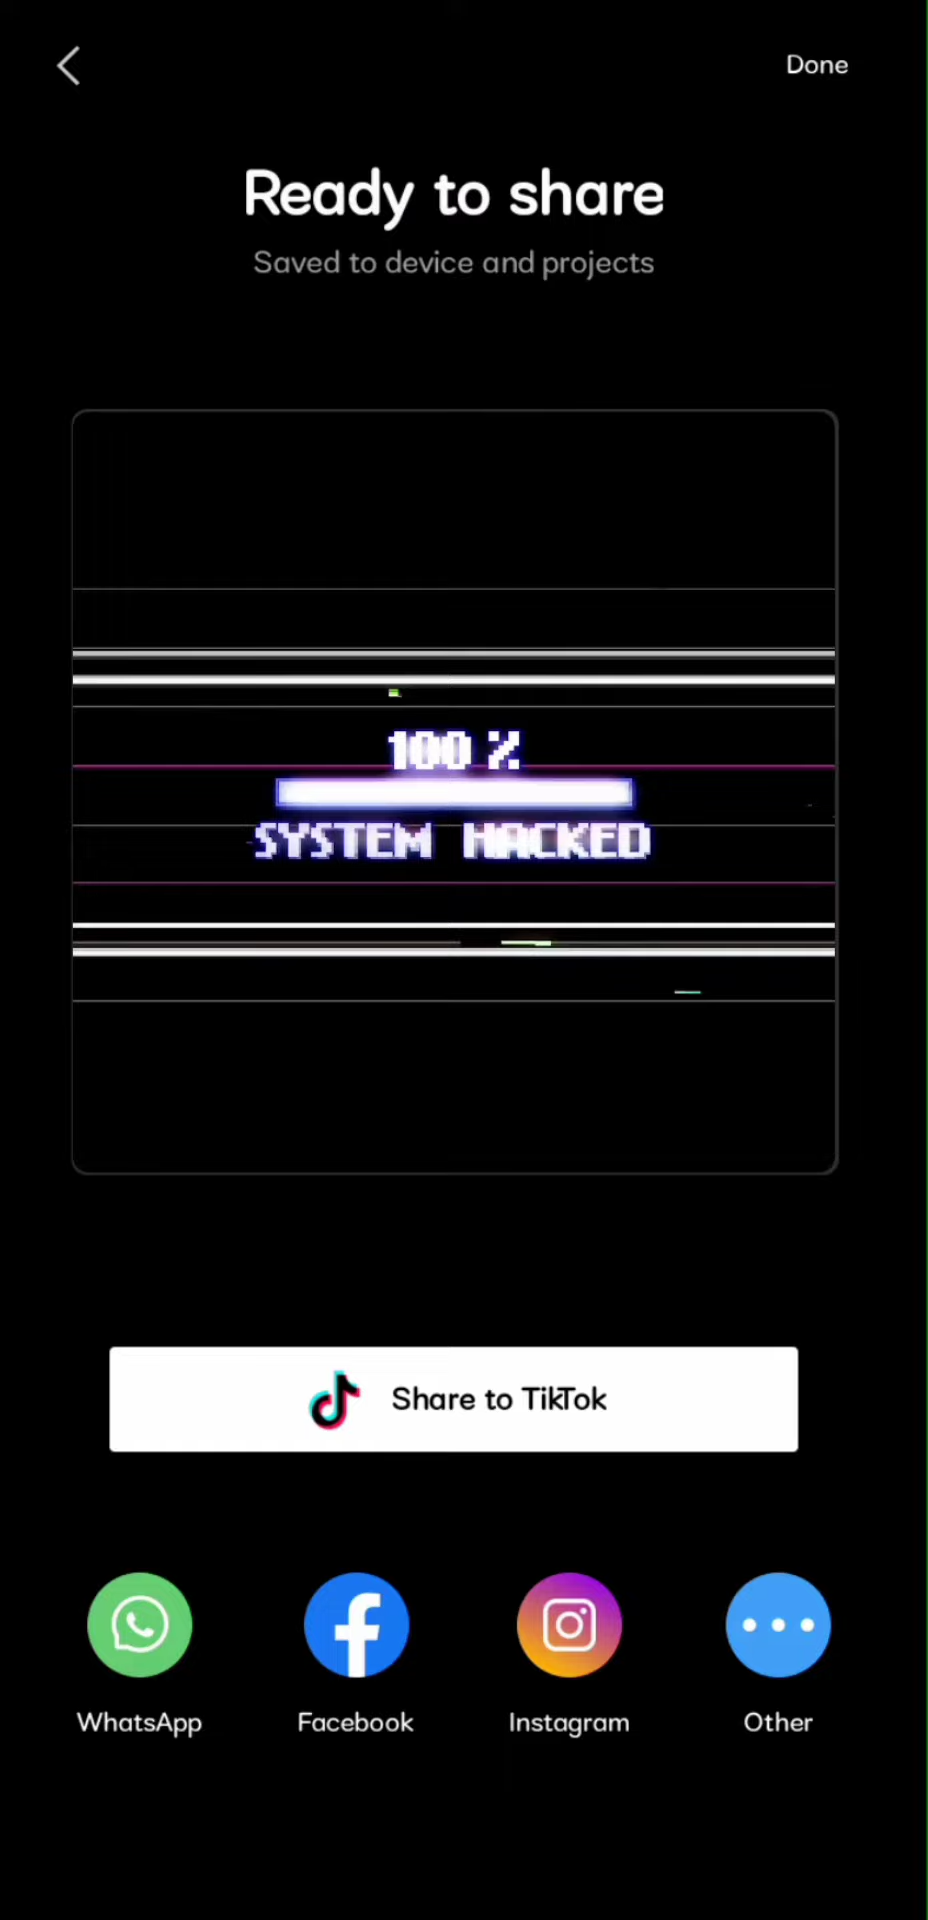 Done
Ready to share
Saved to device and projects
100 %
SYSTEM HACKED
Share to TikTok
WhatsApp
Facebook
Instagram
Other